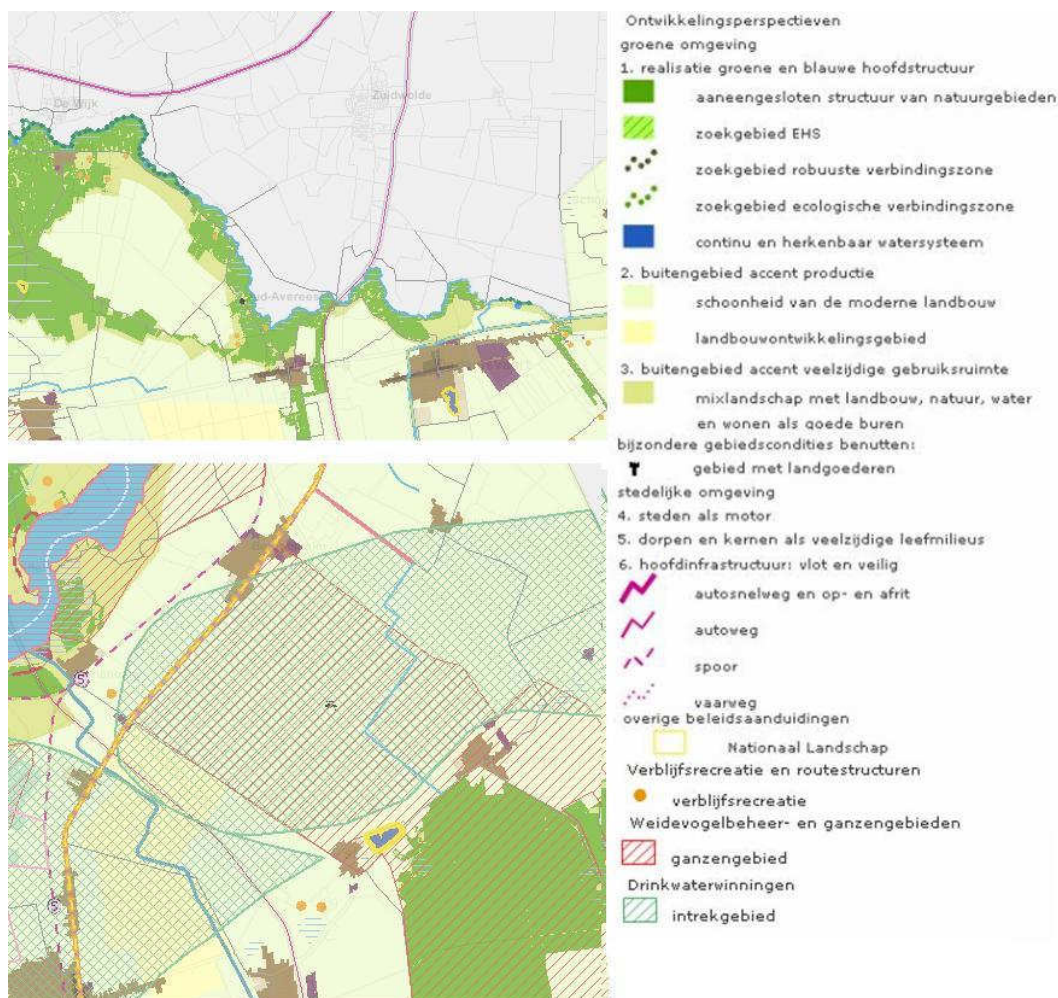 De Wijk
Zuidwolde
Ontwikkelingsperspectieven
groene omgeving
1. realisatie groene en blauwe hoofdstructuur
aaneengesloten structuur van natuurgebieden
zoekgebied EHS
zoekgebied robuuste verbindingszone
zoekgebied ecologische verbindingszone
continu en herkenbaar watersysteem
2. buitengebied accent productie
schoonheid van de moderne landbouw
landbouwontwikkelingsgebied
3. buitengebied accent veelzijdige gebruiksruimte
mixlandschap met landbouw, natuur, water
en wonen als goede buren
bijzondere gebiedscondities benutten:
gebied met landgoederen
stedelijke omgeving
4. steden als motor
5. dorpen en kernen als veelzijdige leefmilieus
6. hoofdinfrastructuur: vlot en veilig
autosnelweg en op- en afrit
autoweg
spoor
vaarweg
overige beleidsaanduidingen
Nationaal Landschap
Verblijfsrecreatie en routestructuren
verblijfsrecreatie
Weidevogelbeheer- en ganzengebieden
ganzengebied
Drinkwaterwinningen
intrekgebied
S
S